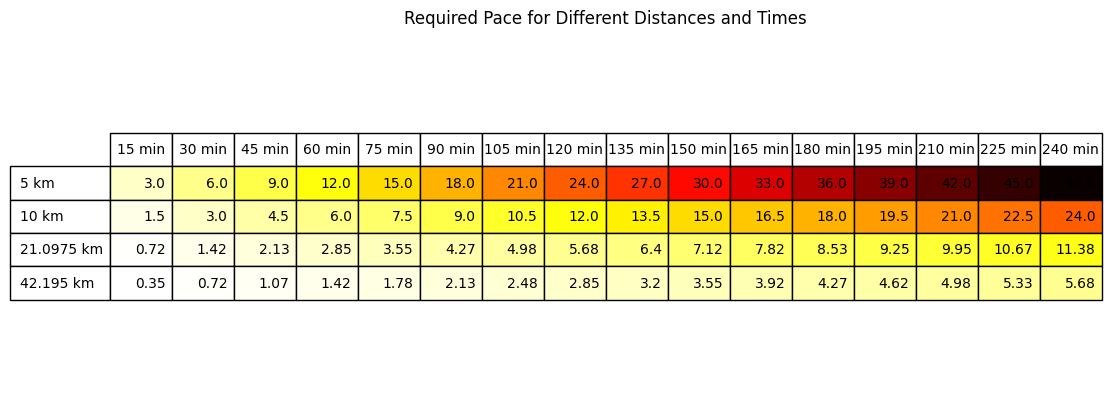 Required Pace for Different Distances and Times
15 min 30 min 45 min 60 min 75 min 90 min 105 min 120 min 135 min 150 min 165 min 180 min 195 min 210 min 225 min 240 min
5 km 3.0 6.0 9.0 12.0 15.0 18.0 21.0 24.0 27.0 30.0 33.0 36.0 39.0 42.0 45.0
10 km 1.5 3.0 4.5 6.0 7.5 9.0 10.5 12.0 13.5 15.0 16.5 18.0 19.5 21.0 22.5 24.0
21.0975 km 0.72 1.42 2.13 2.85 3.55 4.27 4.98 5.68 6.4 7.12 7.82 8.53 9.25 9.95 10.67 11.38
42.195 km 0.35 0.72 1.07 1.42 1.78 2.13 2.48 2.85 3.2 3.55 3.92 4.27 4.62 4.98 5.33 5.68